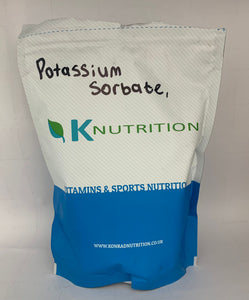 Potassium
Sorbate,
K NUTRITION
VITAMINS & SPORTS NUTRITION
WWW.KONRADNUTRITION.CO.UK